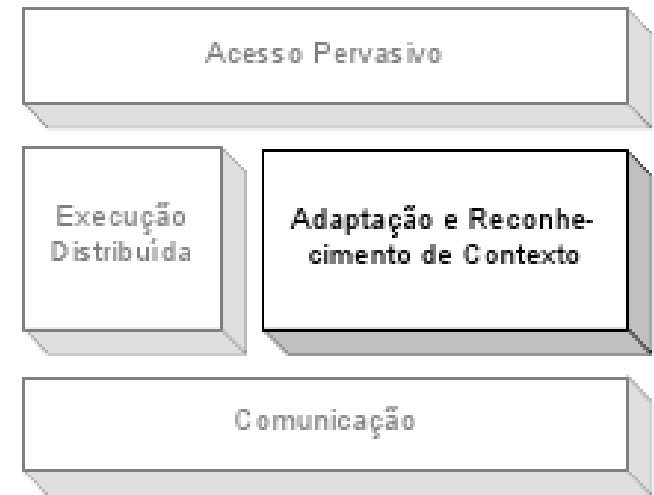 Acesso Pervasivo
Execução
Distribuída
Adaptação e Reconhe-
cimento de Contexto
Comunicação